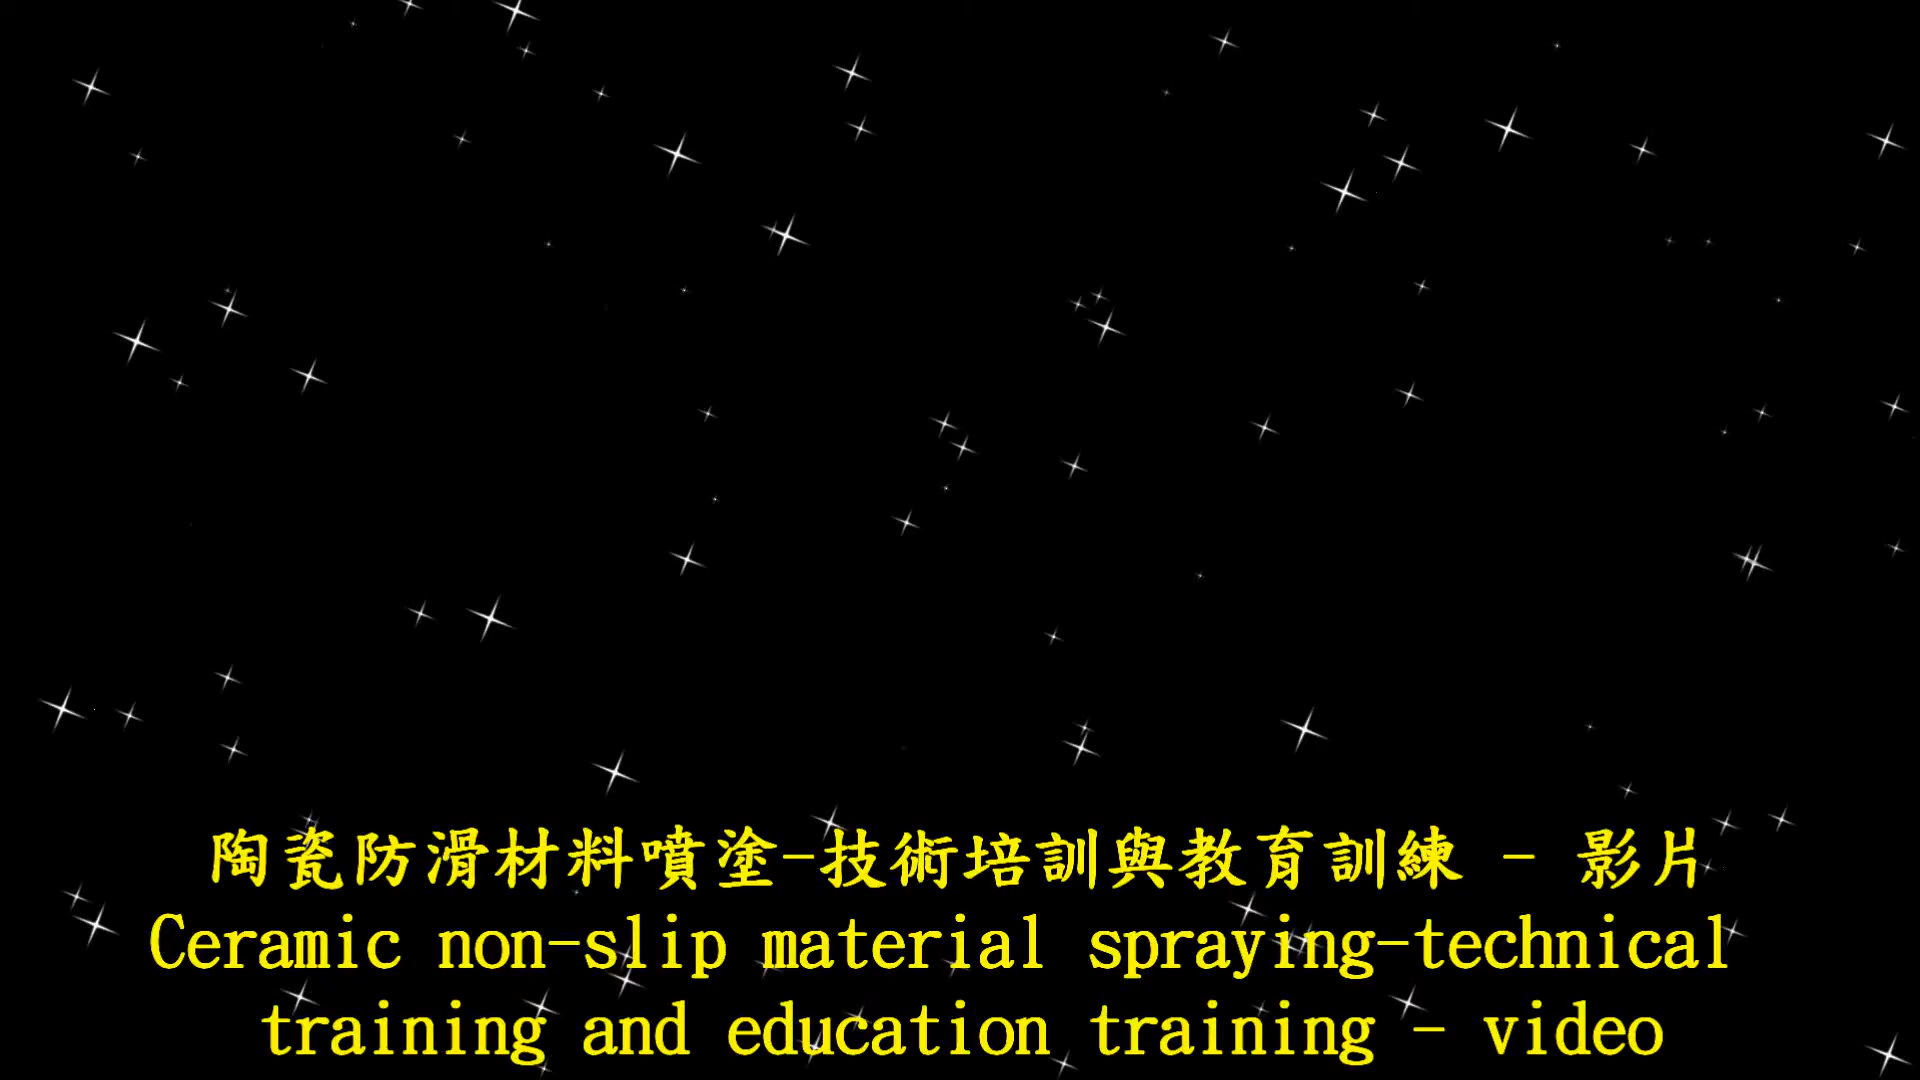 陶瓷防滑材料噴塗-技術培訓與教育訓練 - 影片
Ceramic non-slip material spraying-technical
training and education training - video